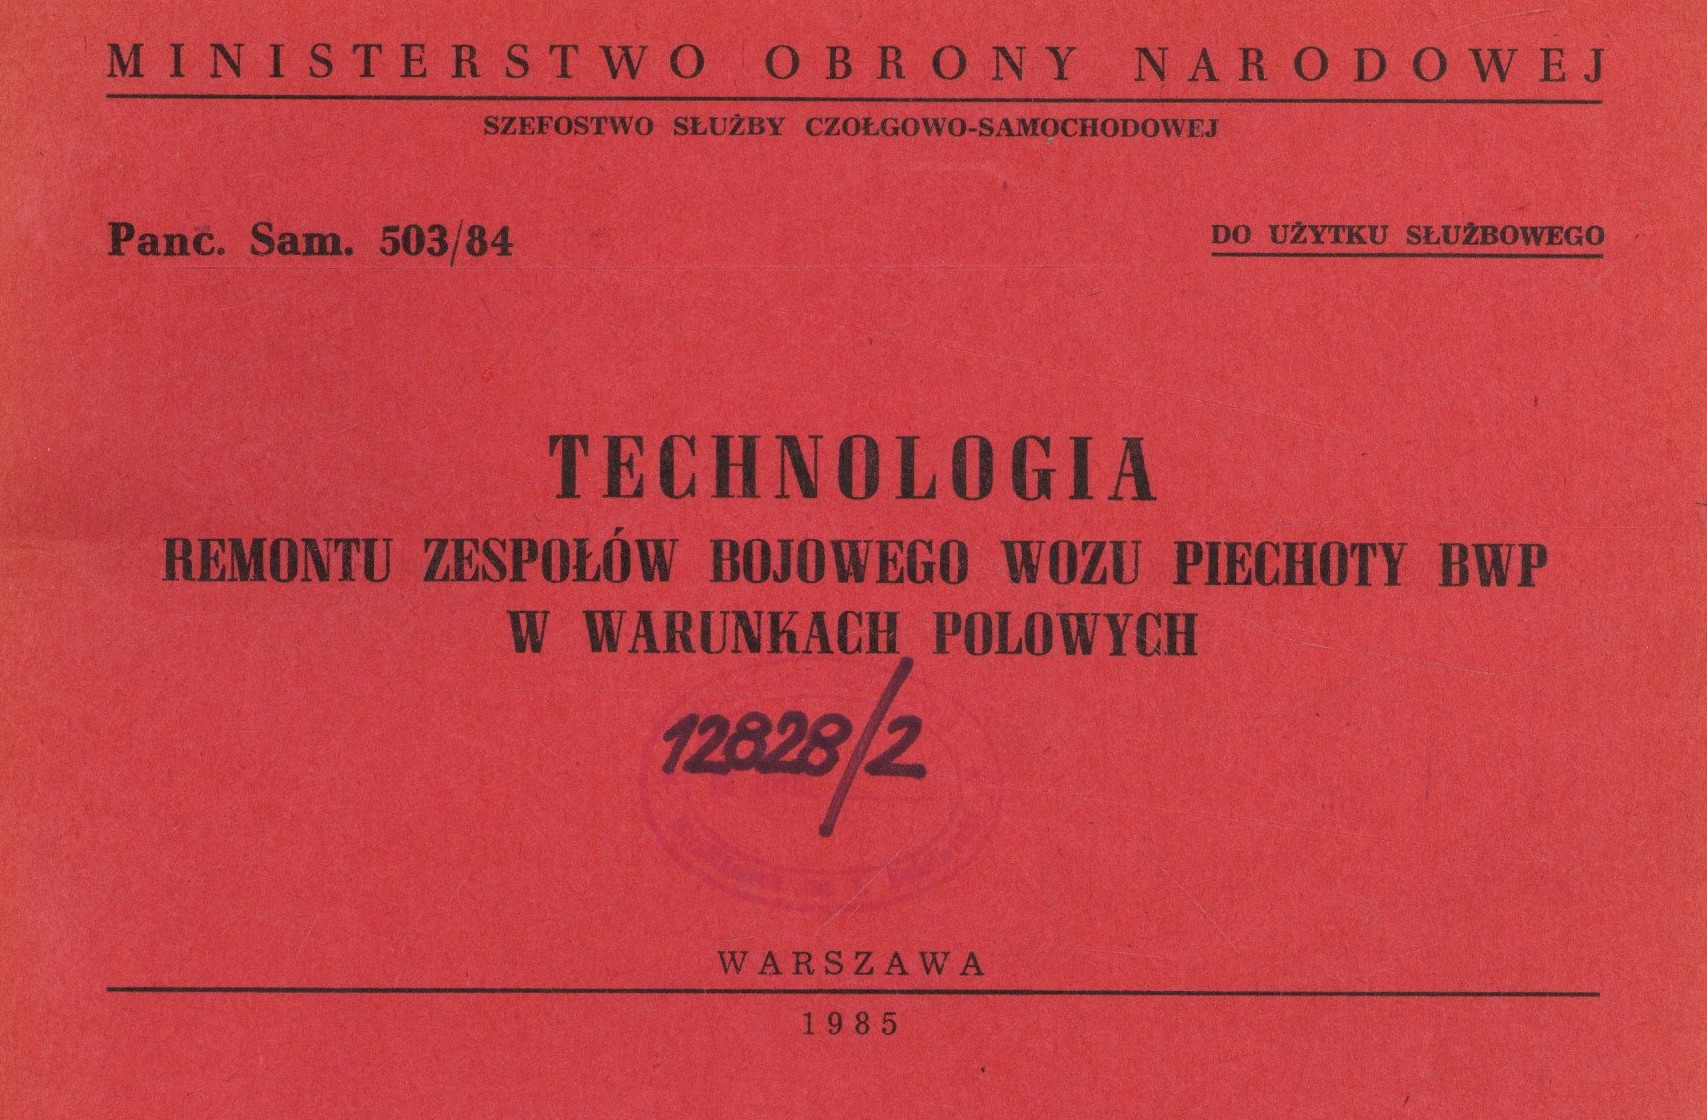 MINISTERSTWO OBRONY NARODOWEJ
SZEFOSTWO SŁUŻBY CZOŁGOWO-SAMOCHODOWEJ
Panc. Sam. 503/84
DO UŻYTKU SŁUŻBOWEGO
TECHNOLOGIA
REMONTU ZESPOŁÓW BOJOWEGO WOZU PIECHOTY BWP
W WARUNKACH POLOWYCH
12828/2
WARSZAWA
1985